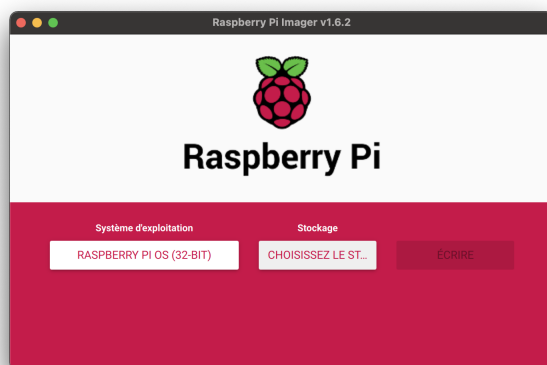 Raspberry Pi Imager v1.6.2
Raspberry Pi
Système d'exploitation
Stockage
RASPBERRY PI OS (32-BIT)
CHOISISSEZ LE ST...
ÉCRIRE